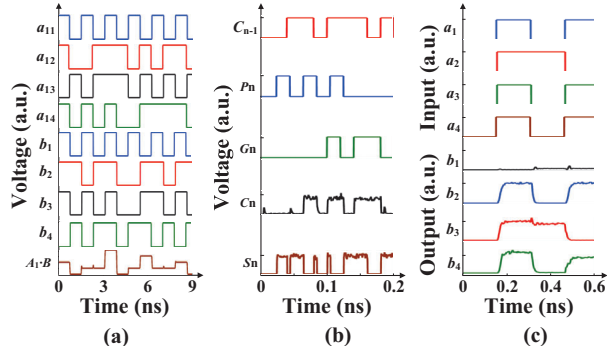 a11
a12
a13
a14
b1
b2
b3
b4
A1·B
Voltage (a.u.)
0 3 6 9
Time (ns)
(a)
Cn-1
Pn
Gn
Cn
Sn
Voltage (a.u.)
0 0.1 0.2
Time (ns)
(b)
a1
a2
a3
a4
Input (a.u.)
b1
b2
b3
b4
Output (a.u.)
0 0.2 0.4 0.6
Time (ns)
(c)